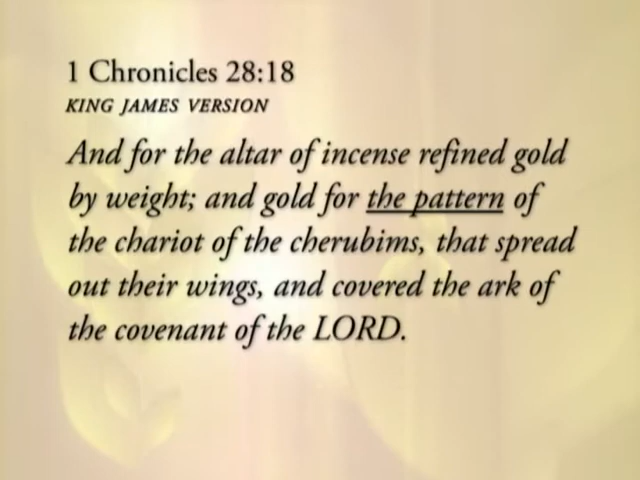 1 Chronicles 28:18
KING JAMES VERSION
And for the altar of incense refined gold
by weight; and gold for the pattern of
the chariot of the cherubims, that spread
out their wings, and covered the ark of
the covenant of the LORD.